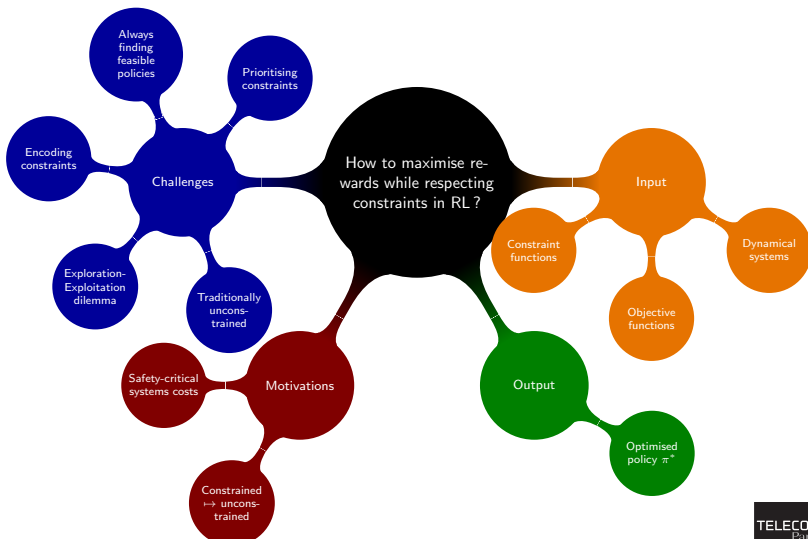 Always
finding
feasible
policies
Prioritising
constraints
Encoding
constraints
Challenges
Exploration-
Exploitation
dilemma
Traditionally
uncons-
trained
How to maximise re-
wards while respecting
constraints in RL ?
Input
Constraint
functions
Dynamical
systems
Objective
functions
Safety-critical
systems costs
Motivations
Constrained
↦ uncons-
trained
Output
Optimised
policy π*
TELECO
Pa